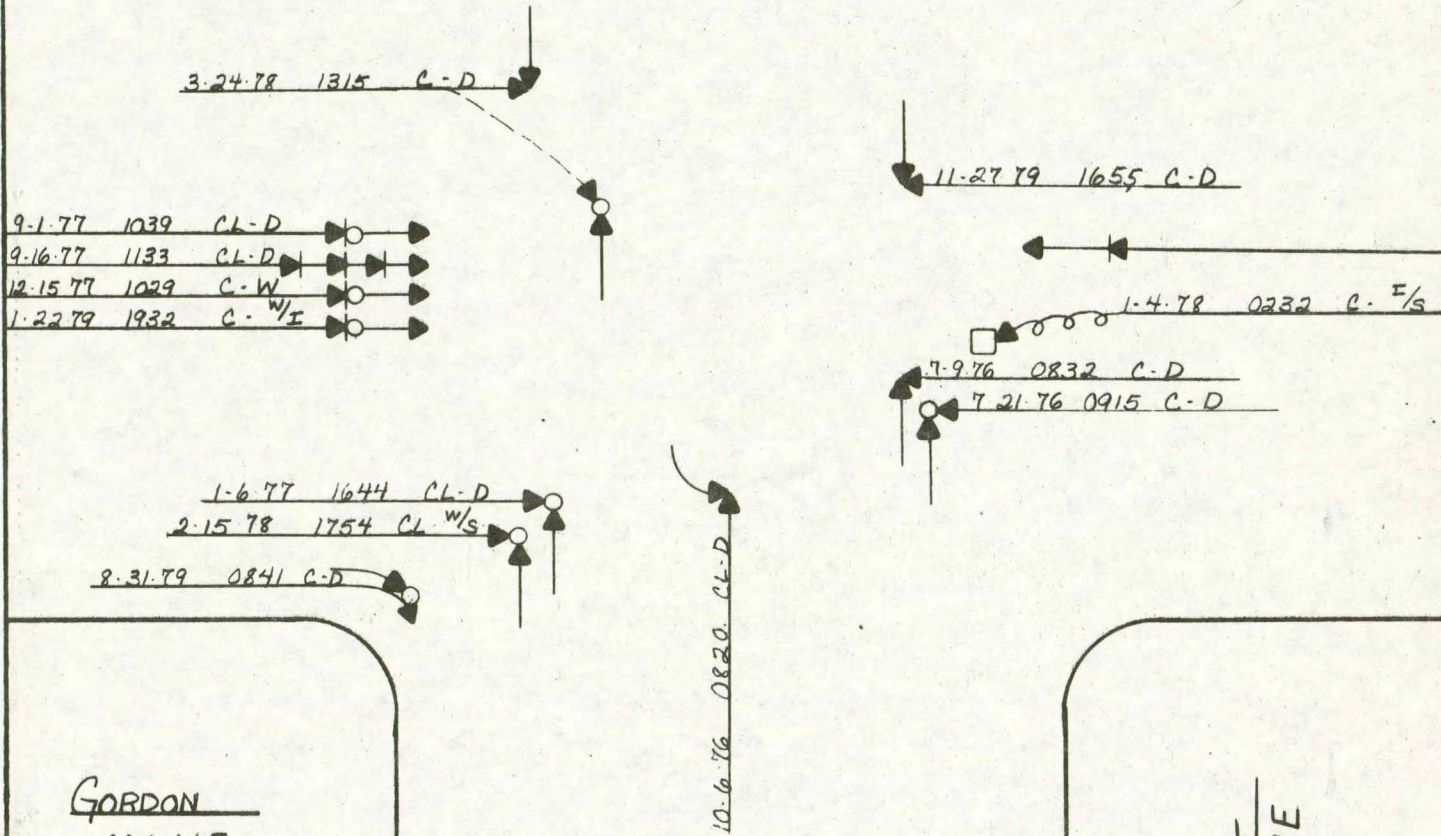 3-24-78 1315 C-D
11-27-79 1655 C-D
9-1-77 1039 CL-D
9-16-77 1133 CL-D
12-15-77 1029 C-W
1-22-79 1932 C-W/I
1-4-78 0232 C-I/S
7-9-76 0832 C-D
7-21-76 0915 C-D
1-6-77 1644 CL-D
2-15-78 1754 CL W/S
8-31-79 0841 C-D
10-6-76 0820 CL-D
GORDON